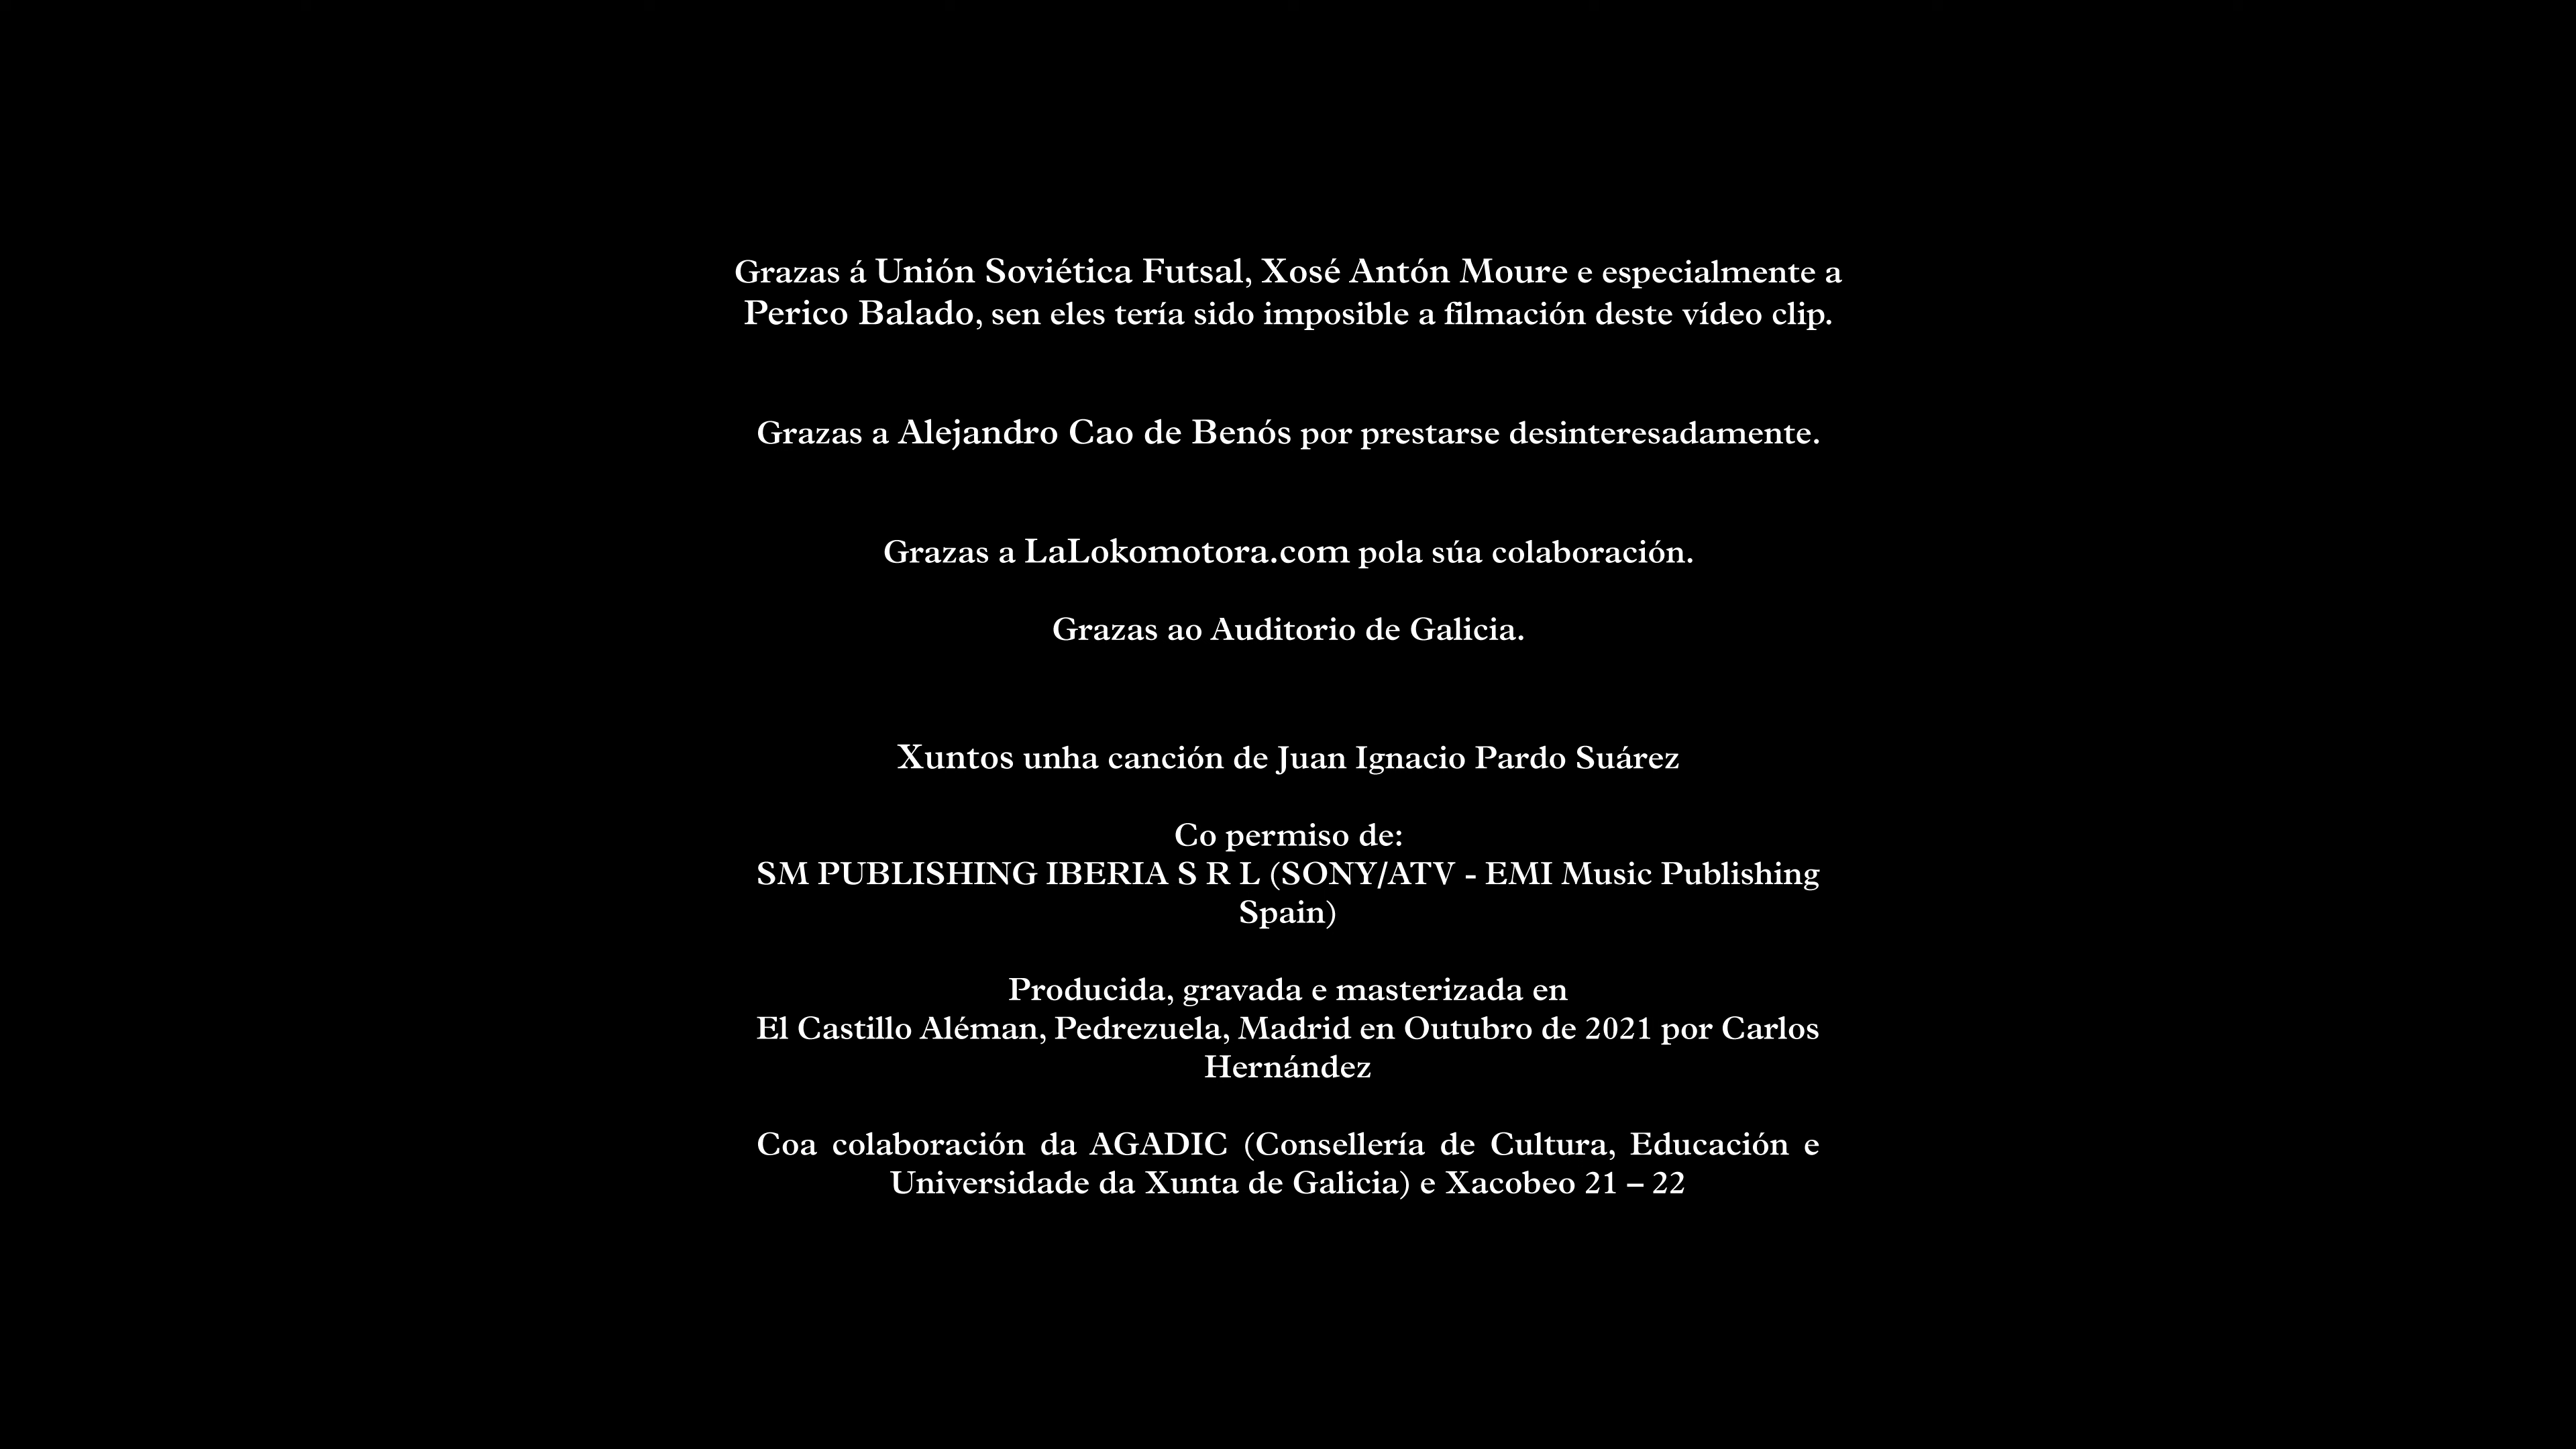 Grazas á Unión Soviética Futsal, Xosé Antón Moure e especialmente a
Perico Balado, sen eles tería sido imposible a filmación deste vídeo clip.
Grazas a Alejandro Cao de Benós por prestarse desinteresadamente.
Grazas a LaLokomotora.com pola súa colaboración.
Grazas ao Auditorio de Galicia.
Xuntos unha canción de Juan Ignacio Pardo Suárez
Co permiso de:
SM PUBLISHING IBERIA S R L (SONY/ATV - EMI Music Publishing
Spain)
Producida, gravada e masterizada en
El Castillo Aléman, Pedrezuela, Madrid en Outubro de 2021 por Carlos
Hernández
Coa colaboración da AGADIC (Consellería de Cultura, Educación e
Universidade da Xunta de Galicia) e Xacobeo 21 – 22